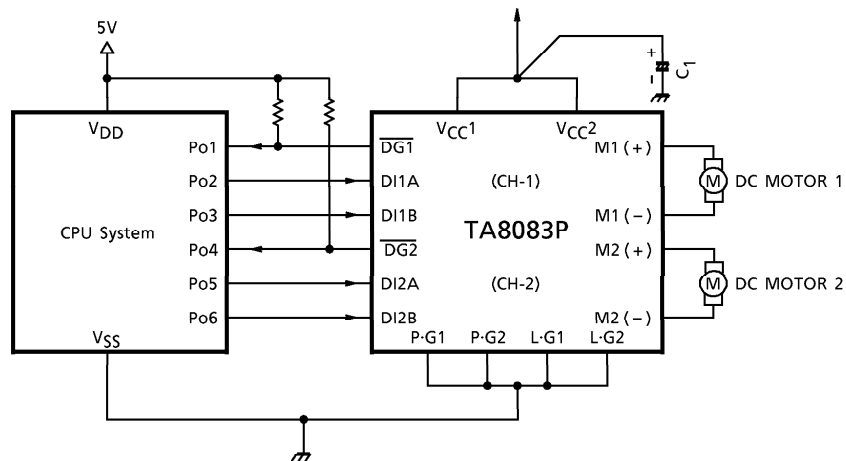 5V
C1
VDD
VCC1
VCC2
Po1
DG1
M1 (+)
Po2
DI1A
(CH-1)
M
DC MOTOR 1
Po3
DI1B
M1 (−)
CPU System
TA8083P
Po4
DG2
M2 (+)
Po5
DI2A
(CH-2)
M
DC MOTOR 2
Po6
DI2B
M2 (−)
VSS
P·G1
P·G2
L·G1
L·G2